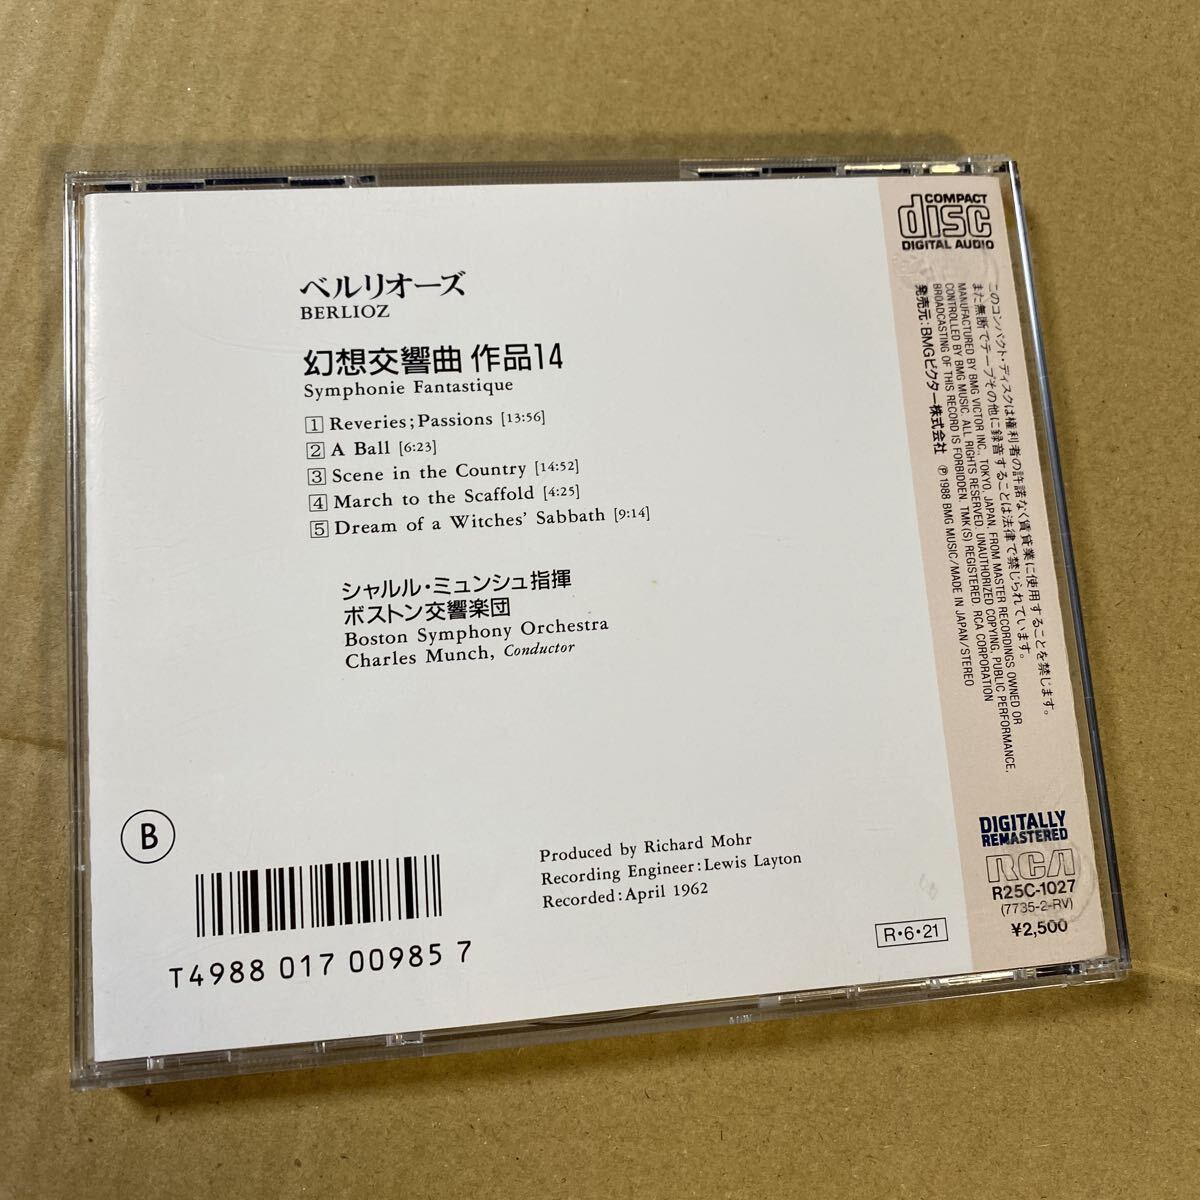 ベルリオーズ
BERLIOZ
幻想交響曲 作品14
Symphonie Fantastique
1 Reveries; Passions [13:56]
2 A Ball [6:23]
3 Scene in the Country [14:52]
4 March to the Scaffold [4:25]
5 Dream of a Witches' Sabbath [9:14]
シャルル・ミュンシュ指揮
ボストン交響楽団
Boston Symphony Orchestra
Charles Munch, Conductor
B
T4988 017 00985 7
Produced by Richard Mohr
Recording Engineer: Lewis Layton
Recorded: April 1962
R・6・21
COMPACT
disc
DIGITAL AUDIO
このコンパクト・ディスクは権利者の許諾なく賃貸業に使用することを禁じます。
また無断でテープその他に録音することは法律で禁じられています。
MANUFACTURED BY BMG VICTOR INC., TOKYO, JAPAN. FROM MASTER RECORDINGS OWNED OR
CONTROLLED BY BMG MUSIC. ALL RIGHTS RESERVED. UNAUTHORIZED COPYING, PUBLIC PERFORMANCE,
BROADCASTING OF THIS RECORD IS FORBIDDEN. TMK(S) REGISTERED. RCA CORPORATION
発売元：BMGビクター株式会社 ℗1988 BMG MUSIC/MADE IN JAPAN/STEREO
DIGITALLY
REMASTERED
RCA
R25C-1027
(7735-2-RV)
¥2,500